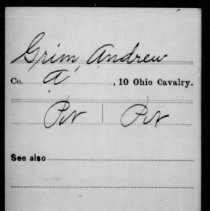 Grim, Andrew
Co. A, 10 Ohio Cavalry.
Pvt | Pvt
See also